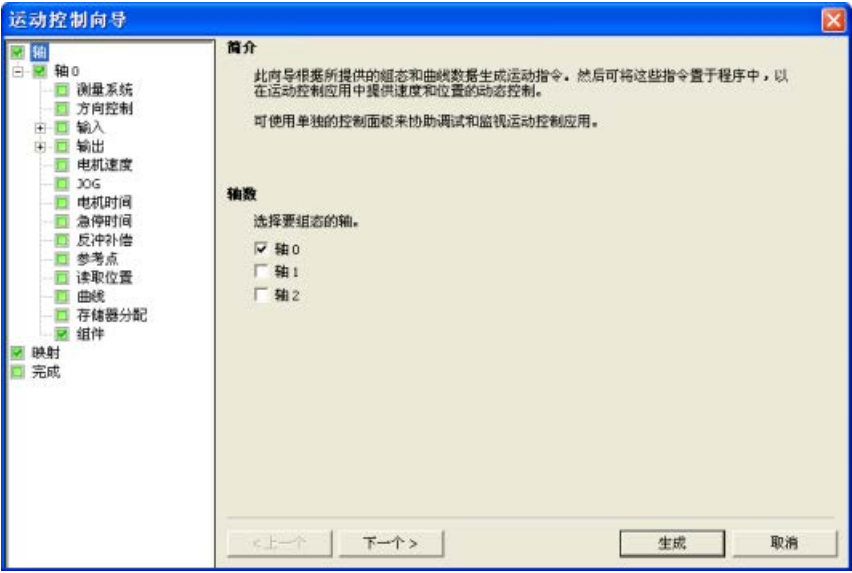 运动控制向导
轴
轴0
测量系统
方向控制
输入
输出
电机速度
JOG
电机时间
急停时间
反冲补偿
参考点
读取位置
曲线
存储器分配
组件
映射
完成
简介
此向导根据所提供的组态和曲线数据生成运动指令。然后可将这些指令置于程序中，以
在运动控制应用中提供速度和位置的动态控制。
可使用单独的控制面板来协助调试和监视运动控制应用。
轴数
选择要组态的轴。
轴0
轴1
轴2
<上一个
下一个>
生成
取消